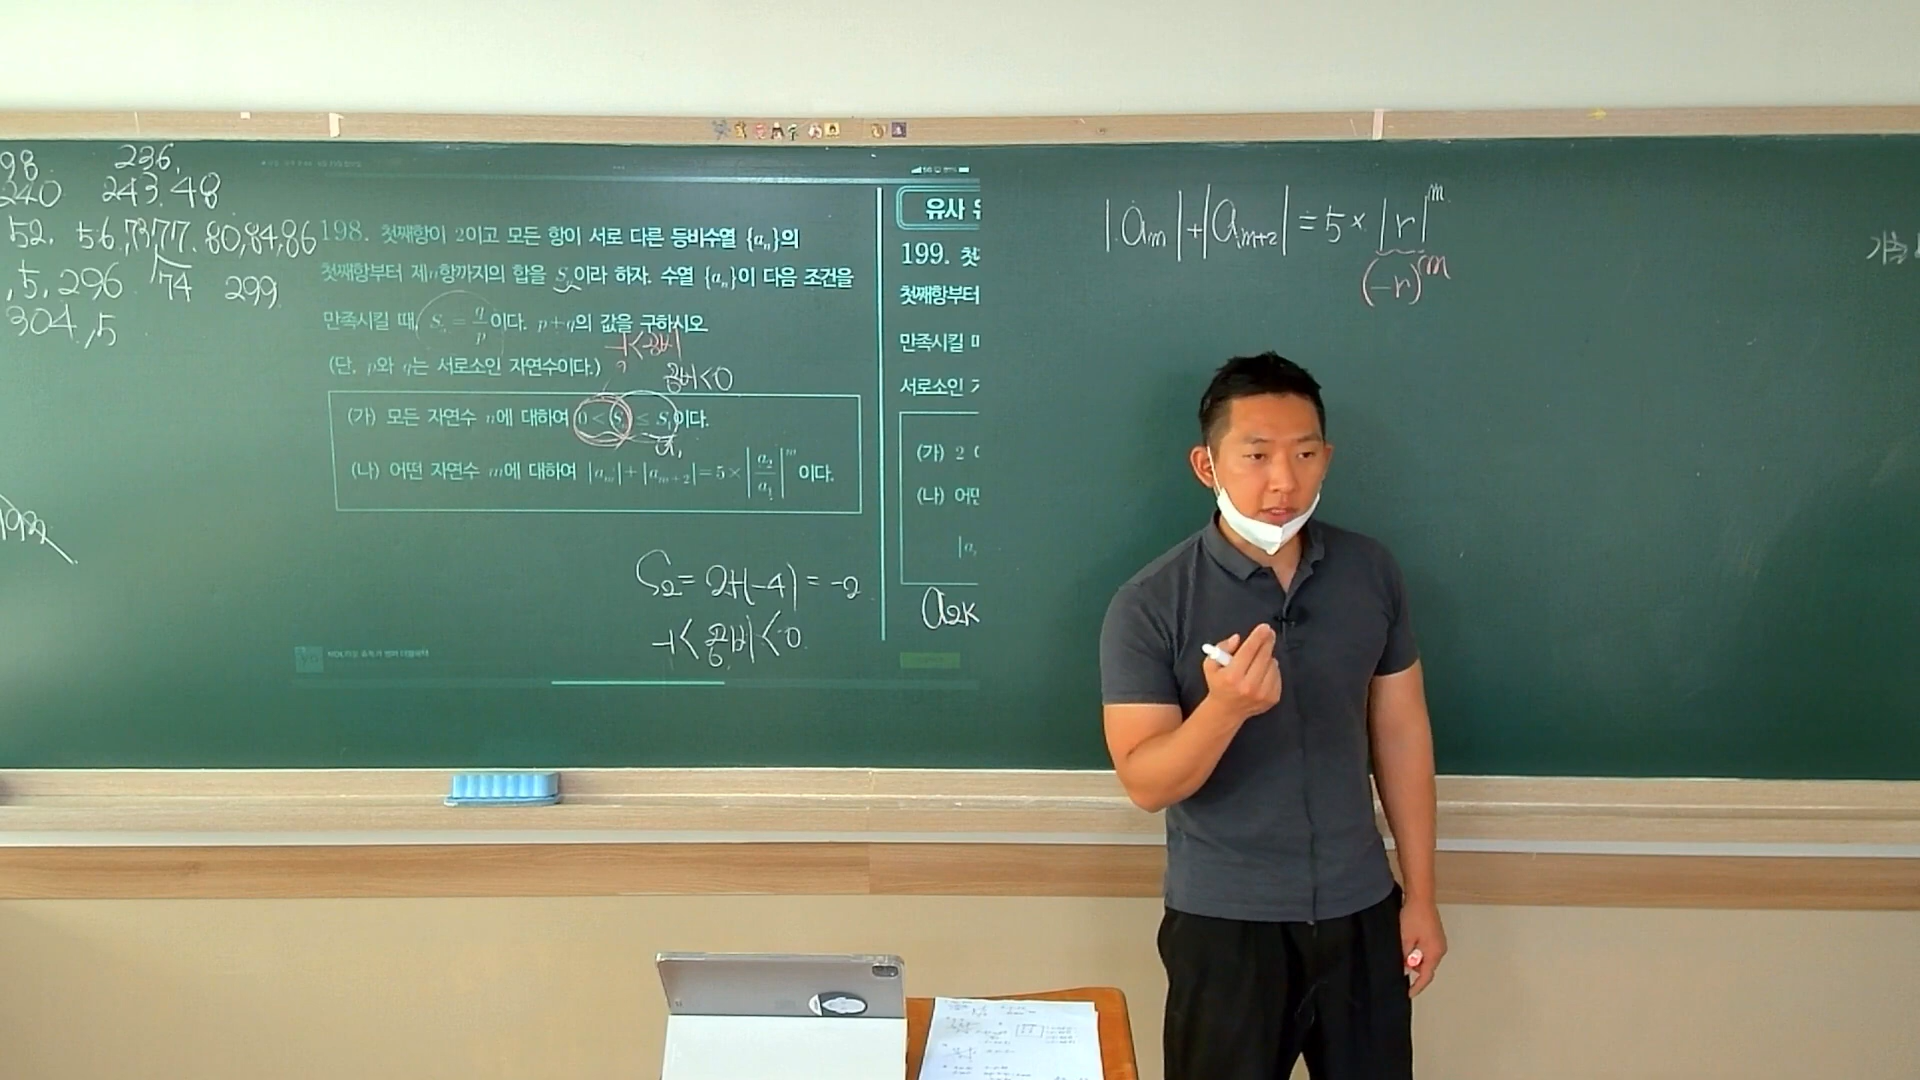 98
236,
240
243.48
52. 56,73,77. 80,84,86
,5,296
74
299
304,5
192
198. 첫째항이 2이고 모든 항이 서로 다른 등비수열 {aₙ}의
첫째항부터 제n항까지의 합을 Sₙ이라 하자. 수열 {aₙ}이 다음 조건을
만족시킬 때, S = q/p 이다. p+q의 값을 구하시오
(단, p와 q는 서로소인 자연수이다.)
-1<공비
공비<0
(가) 모든 자연수 n에 대하여 0 < Sₙ ≤ S₁이다.
a₁
(나) 어떤 자연수 m에 대하여 |aₘ|+|aₘ₊₂|=5×|a₂/a₁|ᵐ이다.
S₂= 2+(-4) = -2
-1< 공비 <0
유사 유
199. 첫
첫째항부터
만족시킬 때
서로소인 자
(가) 2
(나) 어떤
a₂ₖ
|aₘ|+|aₘ₊₂|=5×|r|ᵐ
(-r)ᵐ